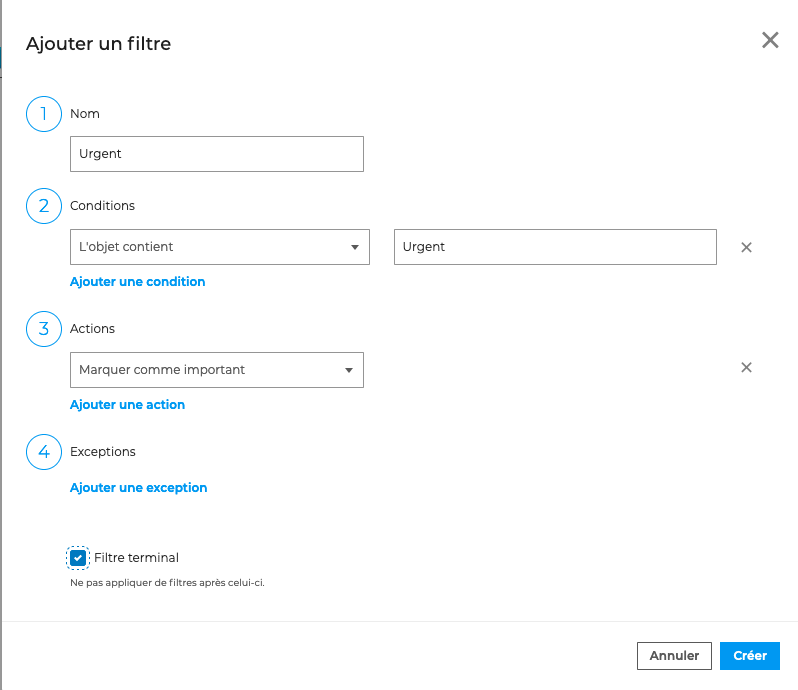 Ajouter un filtre
1 Nom
Urgent
2 Conditions
L'objet contient Urgent
Ajouter une condition
3 Actions
Marquer comme important
Ajouter une action
4 Exceptions
Ajouter une exception
Filtre terminal
Ne pas appliquer de filtres après celui-ci.
Annuler Créer